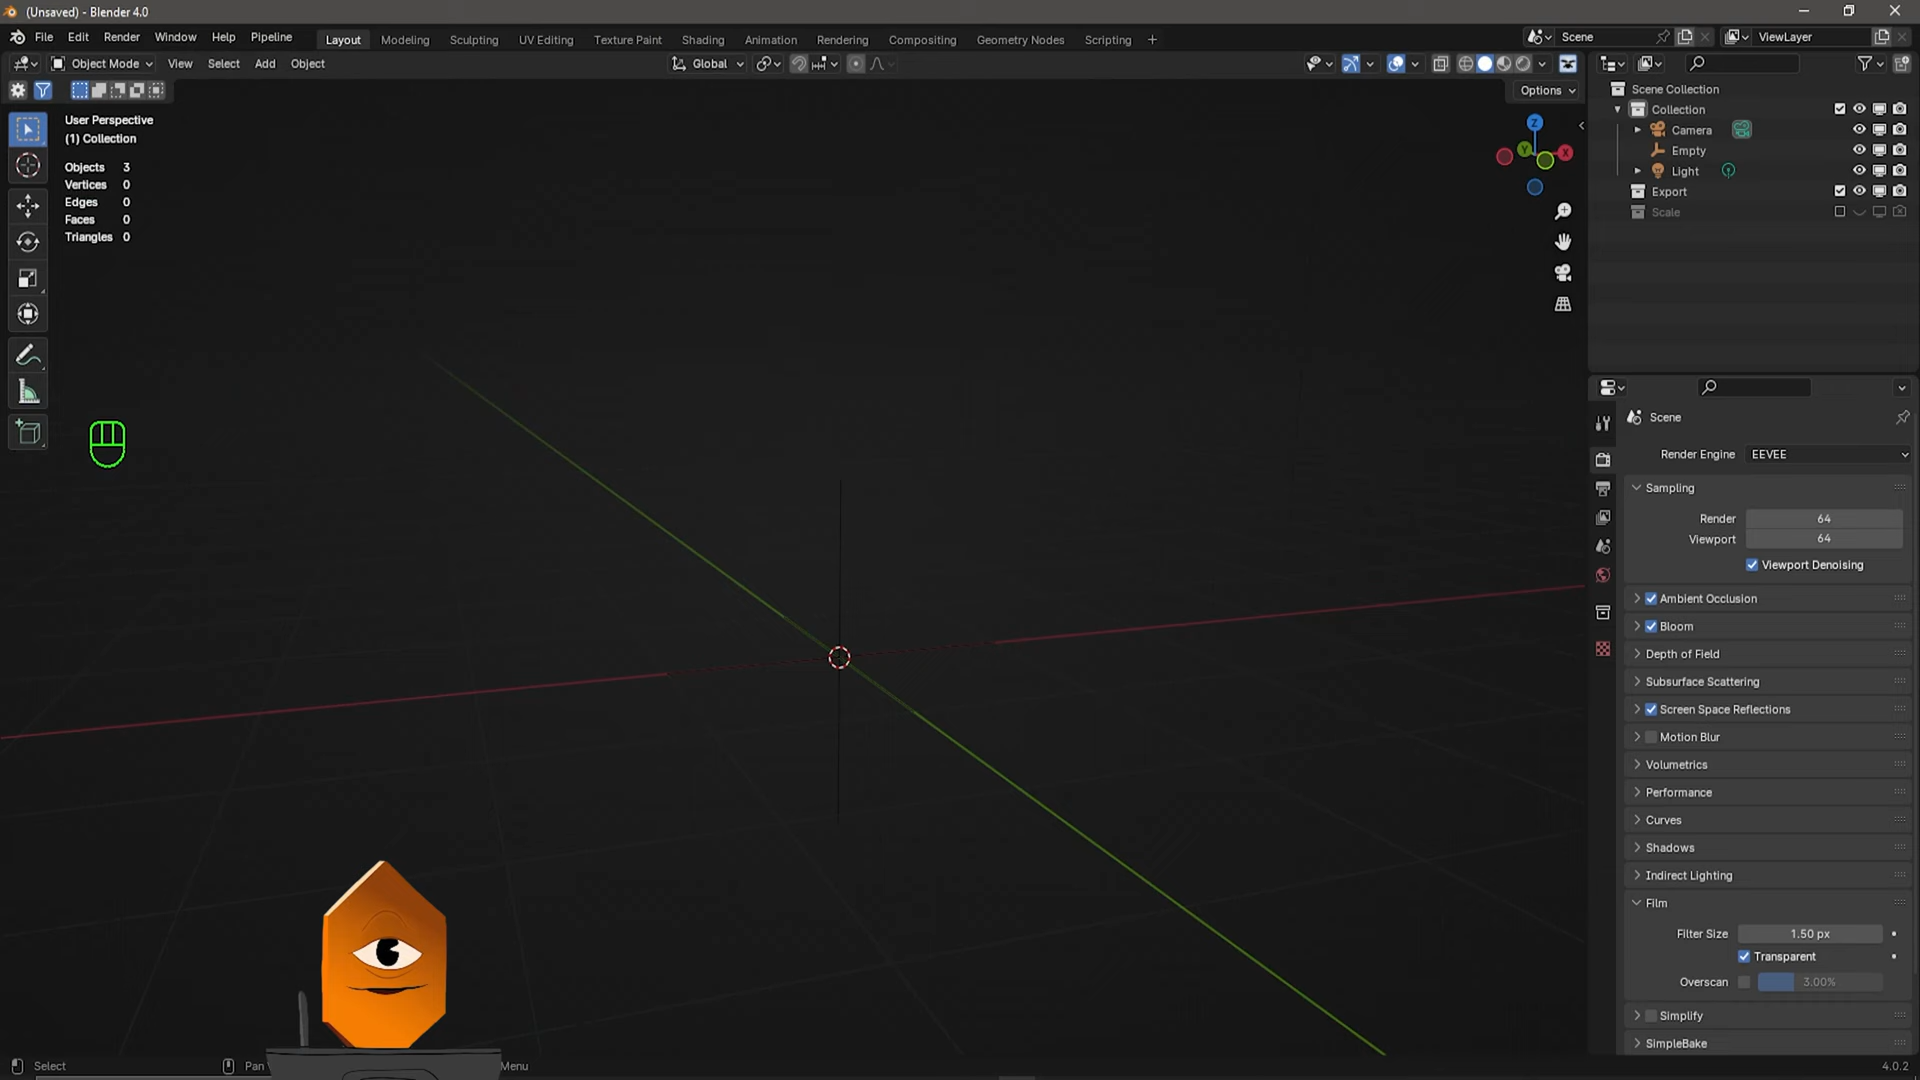 (Unsaved) - Blender 4.0
File Edit Render Window Help Pipeline
Layout Modeling Sculpting UV Editing Texture Paint Shading Animation Rendering Compositing Geometry Nodes Scripting +
Scene
ViewLayer
Object Mode View Select Add Object
Global
Options
User Perspective
(1) Collection
Objects 3
Vertices 0
Edges 0
Faces 0
Triangles 0
Z
Y
X
Scene Collection
Collection
Camera
Empty
Light
Export
Scale
Scene
Render Engine EEVEE
Sampling
Render 64
Viewport 64
Viewport Denoising
Ambient Occlusion
Bloom
Depth of Field
Subsurface Scattering
Screen Space Reflections
Motion Blur
Volumetrics
Performance
Curves
Shadows
Indirect Lighting
Film
Filter Size 1.50 px
Transparent
Overscan 3.00%
Simplify
SimpleBake
Select
Pan
Menu
4.0.2